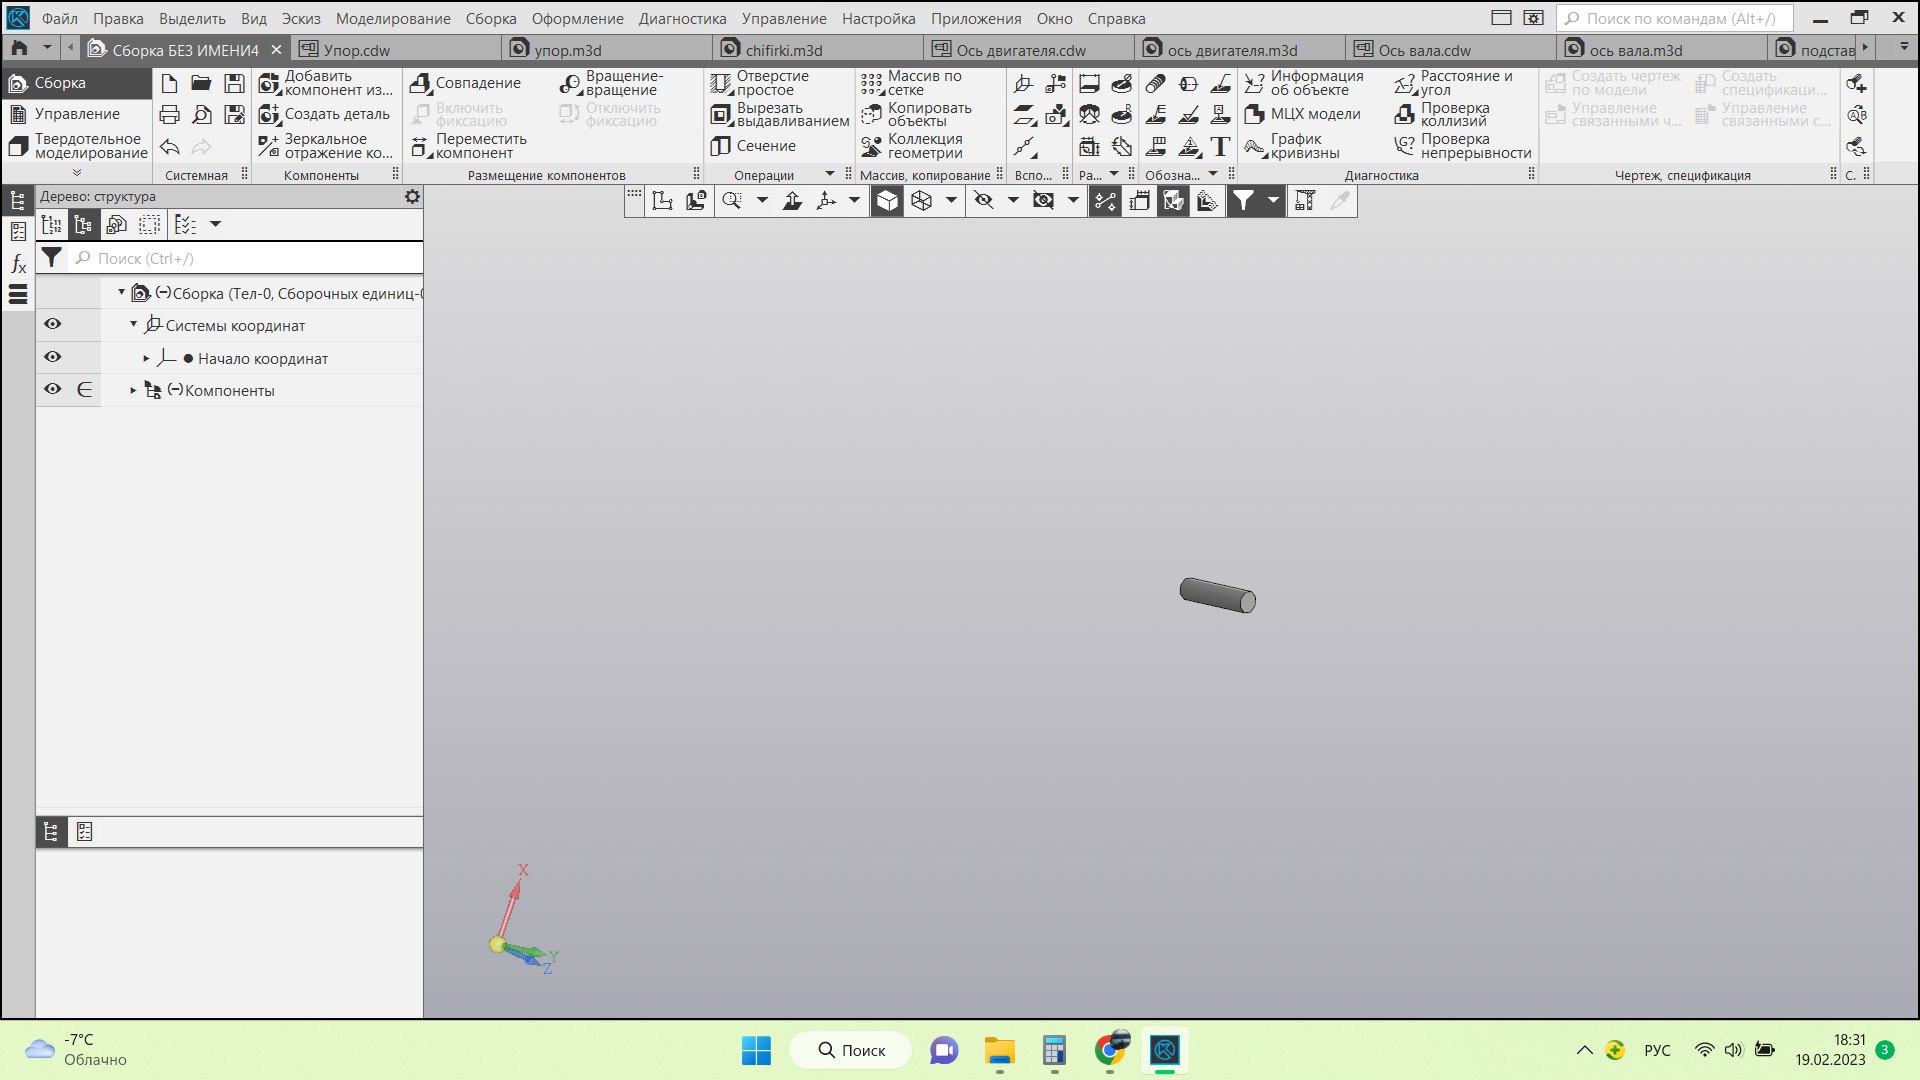 Файл Правка Выделить Вид Эскиз Моделирование Сборка Оформление Диагностика Управление Настройка Приложения Окно Справка Поиск по командам (Alt+/)
Сборка БЕЗ ИМЕНИ4 Упор.cdw упор.m3d chifirki.m3d Ось двигателя.cdw ось двигателя.m3d Ось вала.cdw ось вала.m3d подстав
Сборка
Управление
Твердотельное
моделирование
Системная
Добавить
компонент из...
Создать деталь
Зеркальное
отражение ко...
Компоненты
Совпадение
Включить
фиксацию
Переместить
компонент
Вращение-
вращение
Отключить
фиксацию
Размещение компонентов
Отверстие
простое
Вырезать
выдавливанием
Сечение
Операции
Массив по
сетке
Копировать
объекты
Коллекция
геометрии
Массив, копирование
Вспо...
Ра...
Обозна...
Информация
об объекте
МЦХ модели
График
кривизны
Расстояние и
угол
Проверка
коллизий
Проверка
непрерывности
Диагностика
Создать чертеж
по модели
Управление
связанными ч...
Создать
спецификаци...
Управление
связанными с...
Чертеж, спецификация
С.
Дерево: структура
Поиск (Ctrl+/)
(-)Сборка (Тел-0, Сборочных единиц-0
Системы координат
Начало координат
(-)Компоненты
X
Y
Z
-7°C
Облачно
Поиск
РУС
18:31
19.02.2023
3